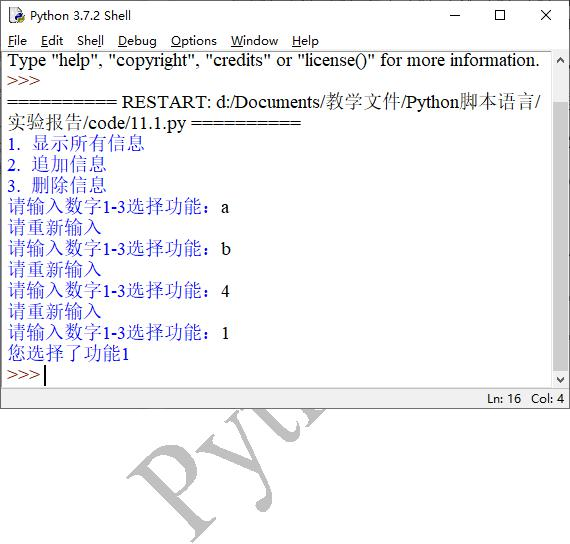 Python 3.7.2 Shell
File Edit Shell Debug Options Window Help
Type "help", "copyright", "credits" or "license()" for more information.
>>>
========== RESTART: d:/Documents/教学文件/Python脚本语言/
实验报告/code/11.1.py ==========
1. 显示所有信息
2. 追加信息
3. 删除信息
请输入数字1-3选择功能：a
请重新输入
请输入数字1-3选择功能：b
请重新输入
请输入数字1-3选择功能：4
请重新输入
请输入数字1-3选择功能：1
您选择了功能1
>>>
Ln: 16 Col: 4
Pyt